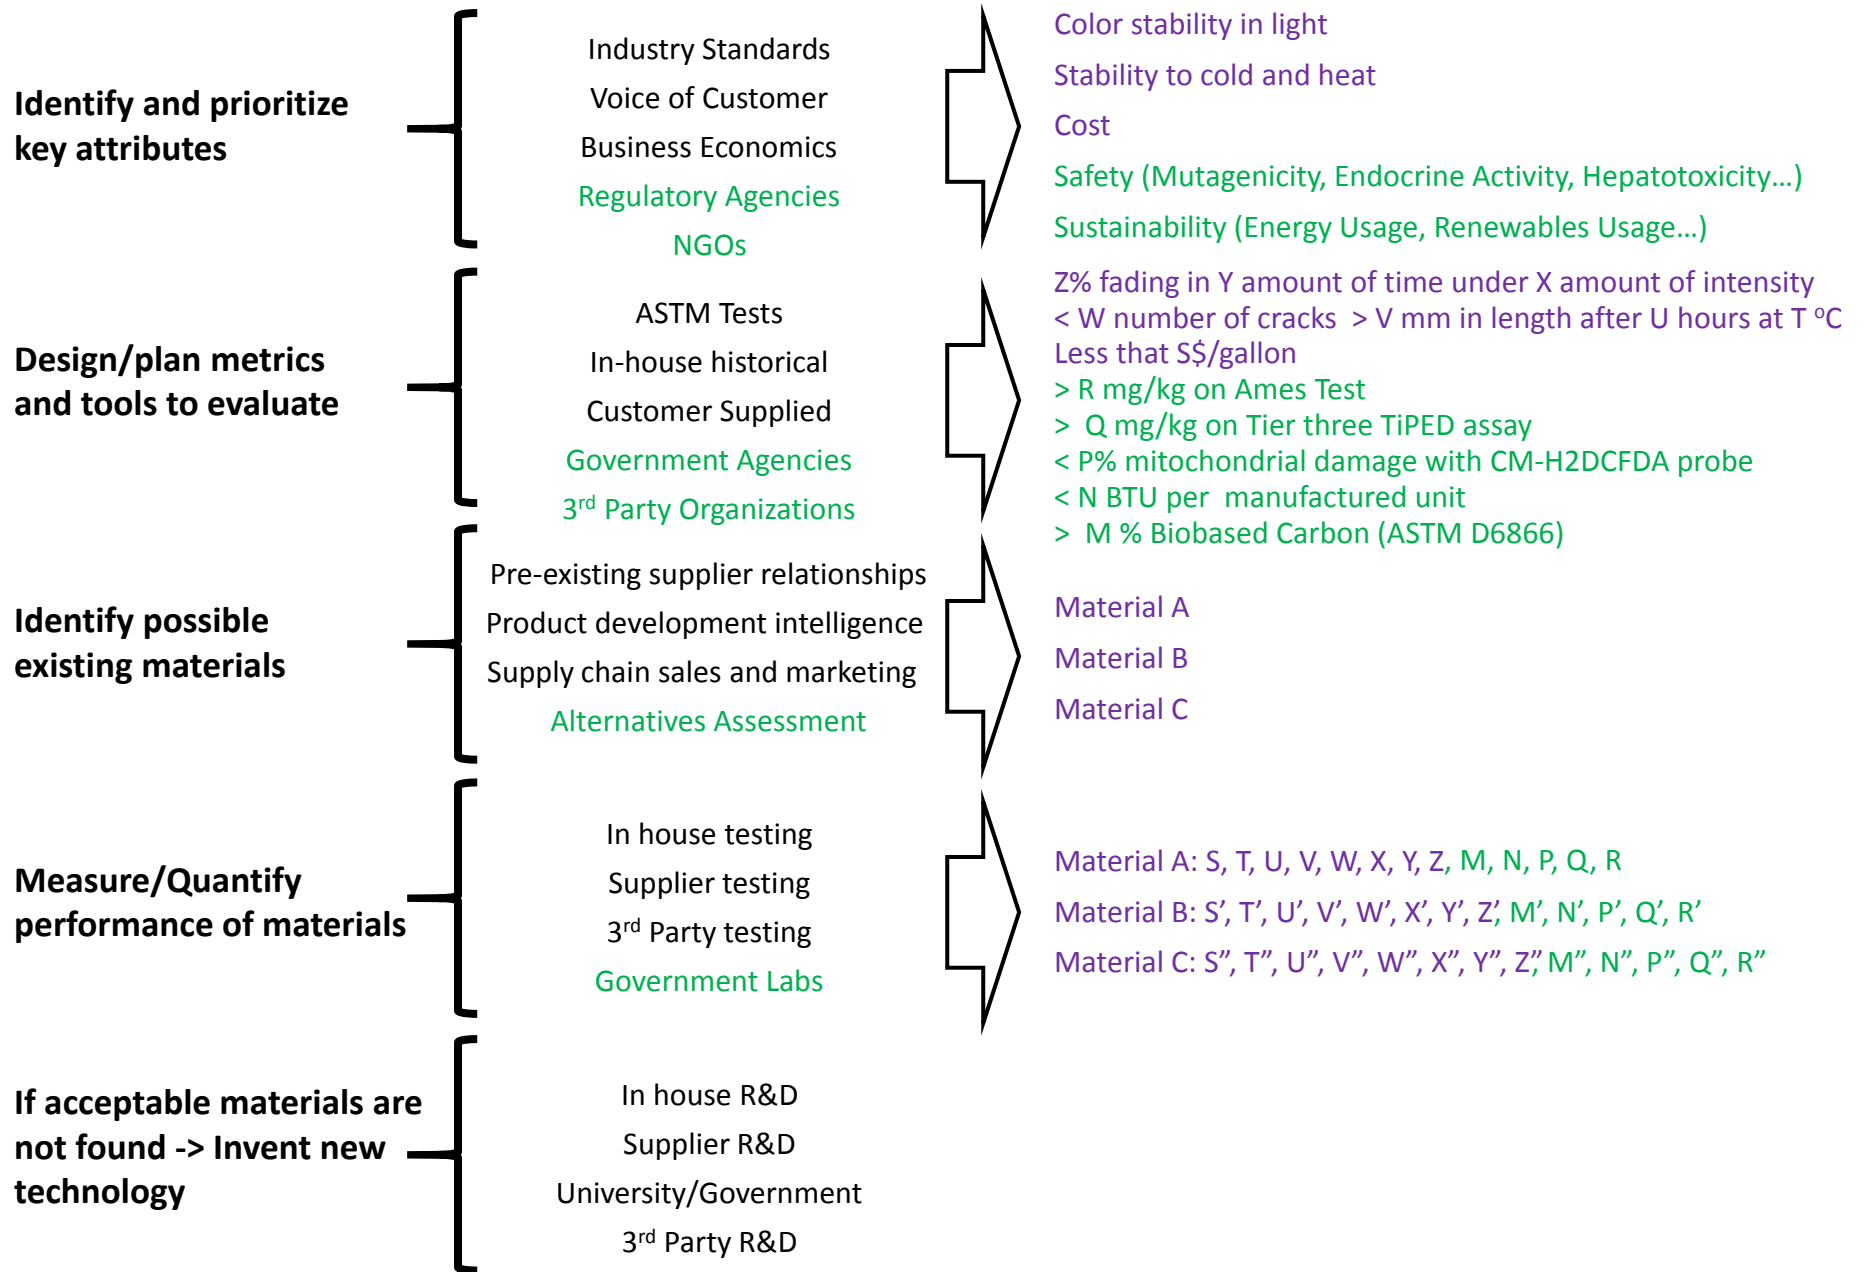 Identify and prioritize
key attributes
Industry Standards
Voice of Customer
Business Economics
Regulatory Agencies
NGOs
Color stability in light
Stability to cold and heat
Cost
Safety (Mutagenicity, Endocrine Activity, Hepatotoxicity…)
Sustainability (Energy Usage, Renewables Usage…)
Design/plan metrics
and tools to evaluate
ASTM Tests
In-house historical
Customer Supplied
Government Agencies
3rd Party Organizations
Z% fading in Y amount of time under X amount of intensity
< W number of cracks > V mm in length after U hours at T oC
Less that S$/gallon
> R mg/kg on Ames Test
> Q mg/kg on Tier three TiPED assay
< P% mitochondrial damage with CM-H2DCFDA probe
< N BTU per manufactured unit
> M % Biobased Carbon (ASTM D6866)
Identify possible
existing materials
Pre-existing supplier relationships
Product development intelligence
Supply chain sales and marketing
Alternatives Assessment
Material A
Material B
Material C
Measure/Quantify
performance of materials
In house testing
Supplier testing
3rd Party testing
Government Labs
Material A: S, T, U, V, W, X, Y, Z, M, N, P, Q, R
Material B: S’, T’, U’, V’, W’, X’, Y’, Z’, M’, N’, P’, Q’, R’
Material C: S”, T”, U”, V”, W”, X”, Y”, Z”, M”, N”, P”, Q”, R”
If acceptable materials are
not found -> Invent new
technology
In house R&D
Supplier R&D
University/Government
3rd Party R&D